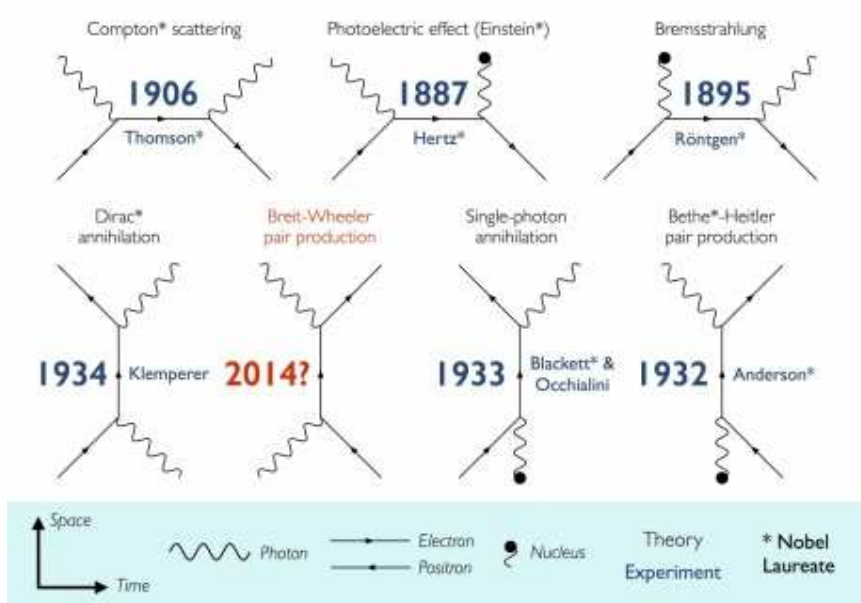 Compton* scattering
Photoelectric effect (Einstein*)
Bremsstrahlung
1906
Thomson*
1887
Hertz*
1895
Röntgen*
Dirac*
annihilation
Breit-Wheeler
pair production
Single-photon
annihilation
Bethe*-Heitler
pair production
1934
Klemperer
2014?
1933
Blackett* &
Occhialini
1932
Anderson*
Space
Time
Photon
Electron
Positron
Nucleus
Theory
Experiment
* Nobel
Laureate